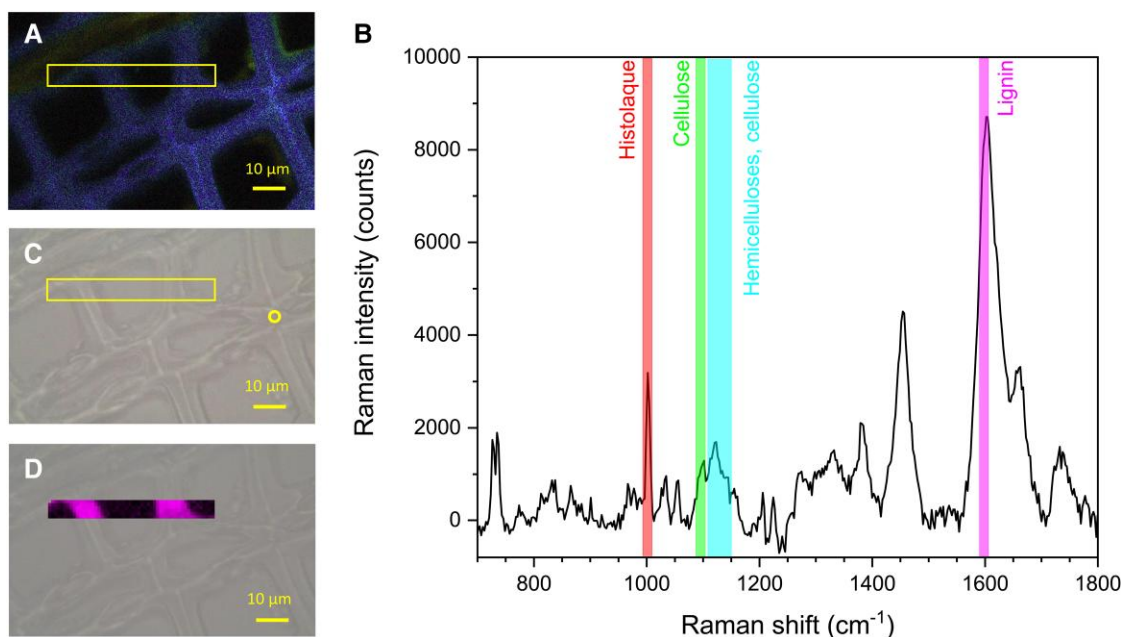 A
10 µm
C
10 µm
D
10 µm
B
Raman intensity (counts)
10000
8000
6000
4000
2000
0
Histolaque
Cellulose
Hemicelluloses, cellulose
Lignin
800
1000
1200
1400
1600
1800
Raman shift (cm⁻¹)